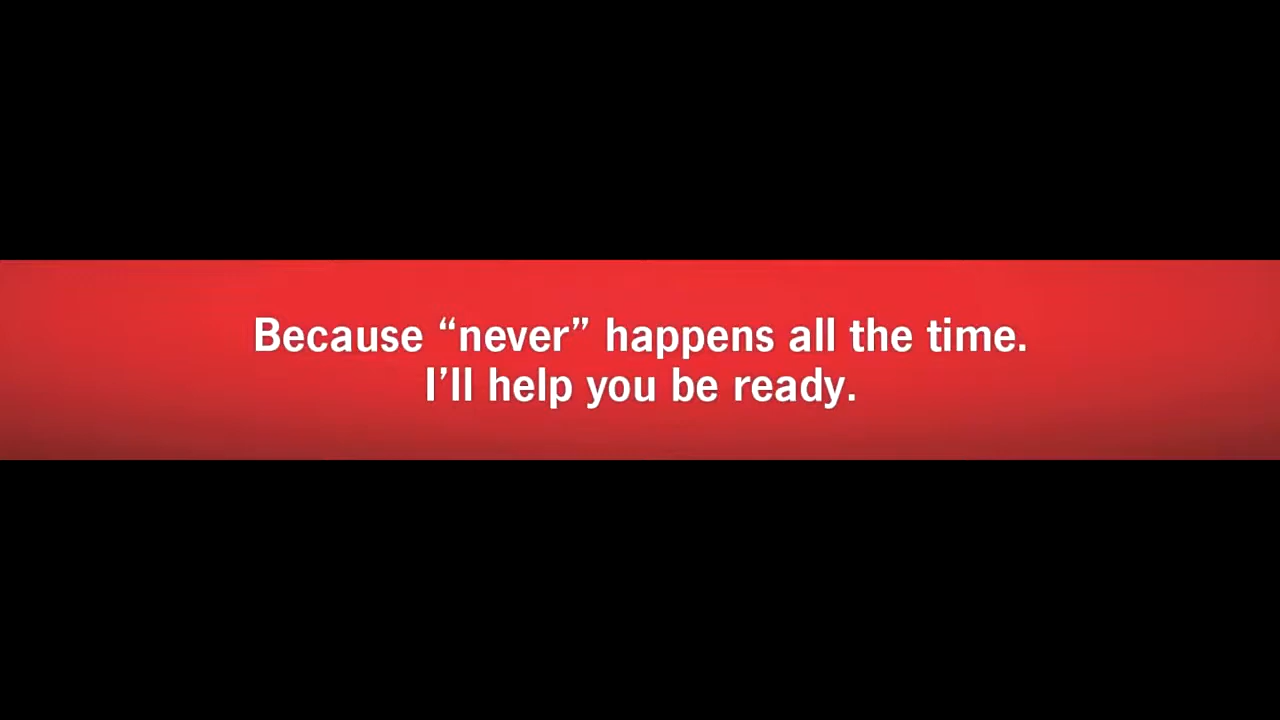 Because “never” happens all the time.
I’ll help you be ready.